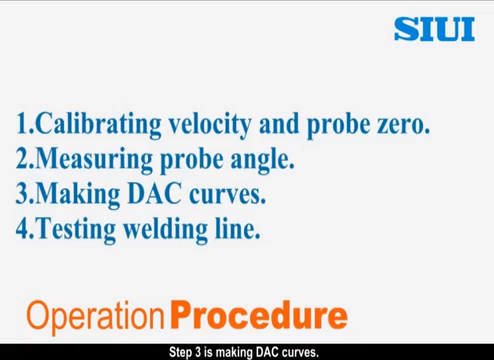 SIUI
1.Calibrating velocity and probe zero.
2.Measuring probe angle.
3.Making DAC curves.
4.Testing welding line.
Operation Procedure
Step 3 is making DAC curves.